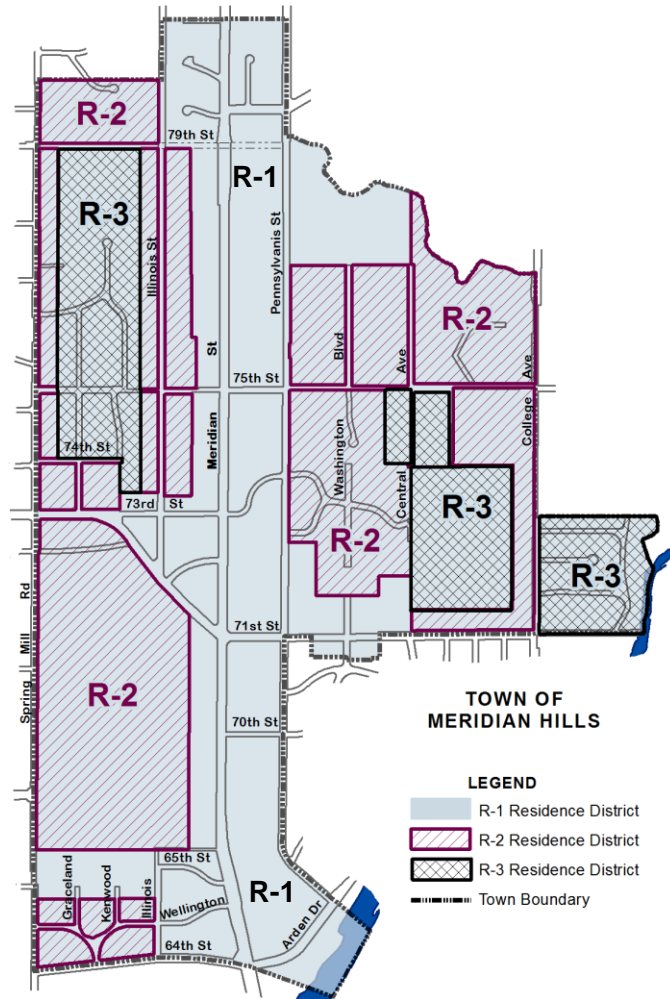 R-2
79th St
R-1
R-3
Illinois St
Pennsylvanis St
R-2
St
Blvd
Ave
Ave
75th St
College
Meridian
74th St
Washington
Central
73rd
St
R-3
R-2
R-3
Rd
Mill
Spring
71st St
R-2
70th St
TOWN OF
MERIDIAN HILLS
LEGEND
R-1 Residence District
R-2 Residence District
R-3 Residence District
Town Boundary
65th St
Graceland
Kenwood
Illinois
Wellington
R-1
Arden Dr
64th St